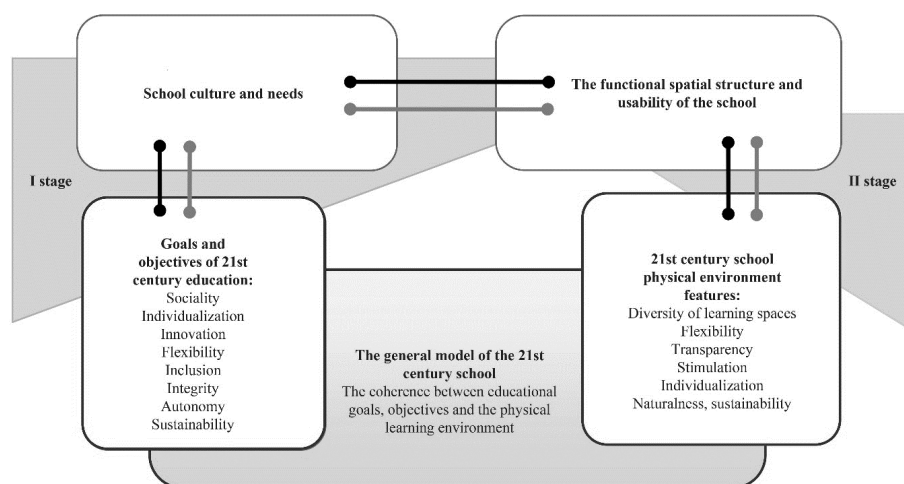 School culture and needs
The functional spatial structure and
usability of the school
I stage
II stage
Goals and
objectives of 21st
century education:
Sociality
Individualization
Innovation
Flexibility
Inclusion
Integrity
Autonomy
Sustainability
The general model of the 21st
century school
The coherence between educational
goals, objectives and the physical
learning environment
21st century school
physical environment
features:
Diversity of learning spaces
Flexibility
Transparency
Stimulation
Individualization
Naturalness, sustainability